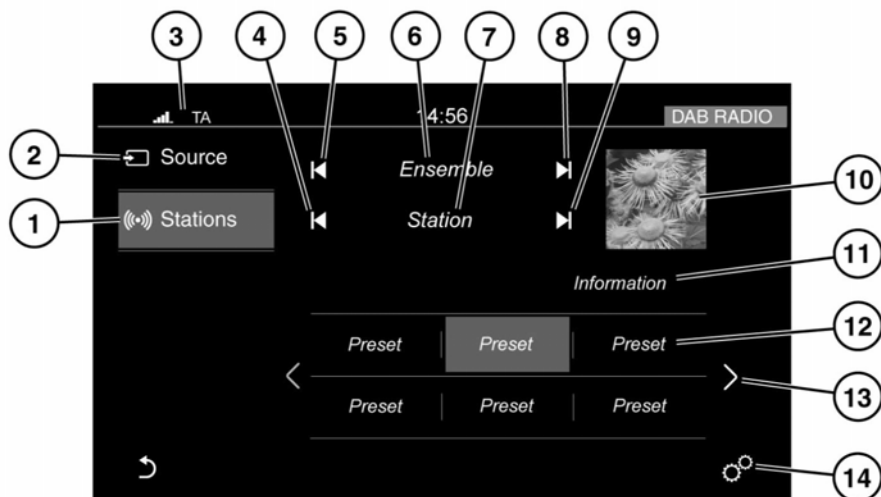 3 4 5 6 7 8 9
TA 14:56 DAB RADIO
2 Source Ensemble
10
1 Stations Station
Information 11
Preset Preset Preset 12
13
Preset Preset Preset
14